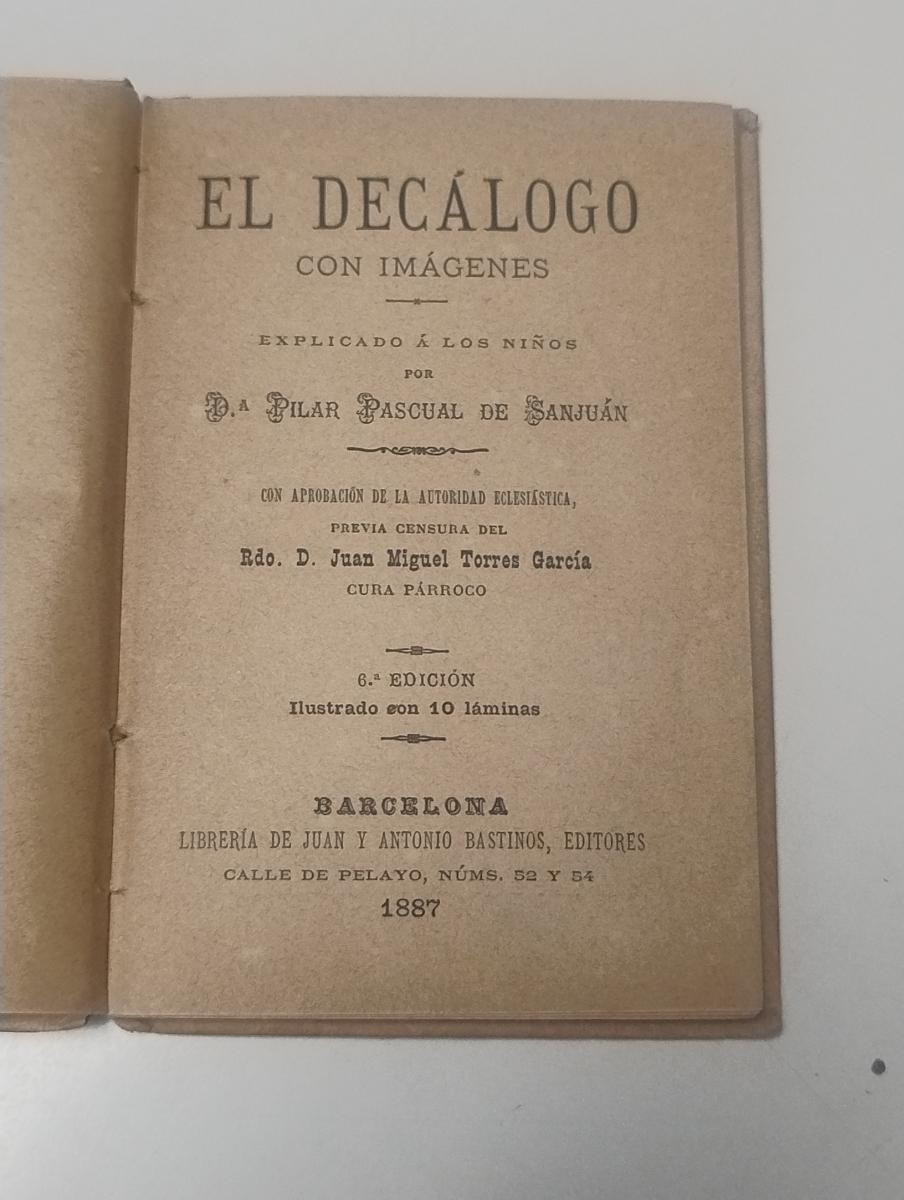 EL DECÁLOGO
CON IMÁGENES
EXPLICADO Á LOS NIÑOS
POR
D.ª PILAR PASCUAL DE SANJUÁN
CON APROBACIÓN DE LA AUTORIDAD ECLESIÁSTICA,
PREVIA CENSURA DEL
Rdo. D. Juan Miguel Torres García
CURA PÁRROCO
6.ª EDICIÓN
Ilustrado con 10 láminas
BARCELONA
LIBRERÍA DE JUAN Y ANTONIO BASTINOS, EDITORES
CALLE DE PELAYO, NÚMS. 52 Y 54
1887